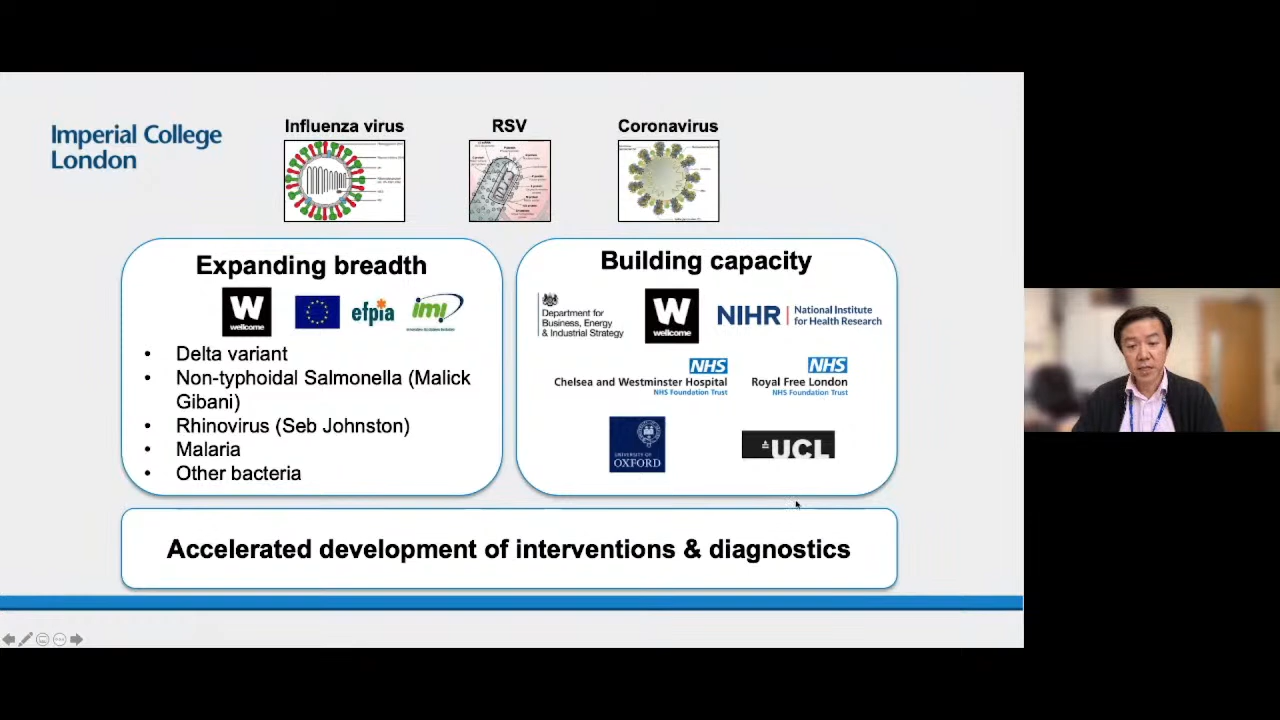 Imperial College
London
Influenza virus
RSV
Coronavirus
Expanding breadth
W
wellcome
efpia
imi
• Delta variant
• Non-typhoidal Salmonella (Malick
Gibani)
• Rhinovirus (Seb Johnston)
• Malaria
• Other bacteria
Building capacity
Department for
Business, Energy
& Industrial Strategy
W
wellcome
NIHR | National Institute
for Health Research
NHS
Chelsea and Westminster Hospital
NHS Foundation Trust
NHS
Royal Free London
NHS Foundation Trust
UNIVERSITY OF
OXFORD
UCL
Accelerated development of interventions & diagnostics